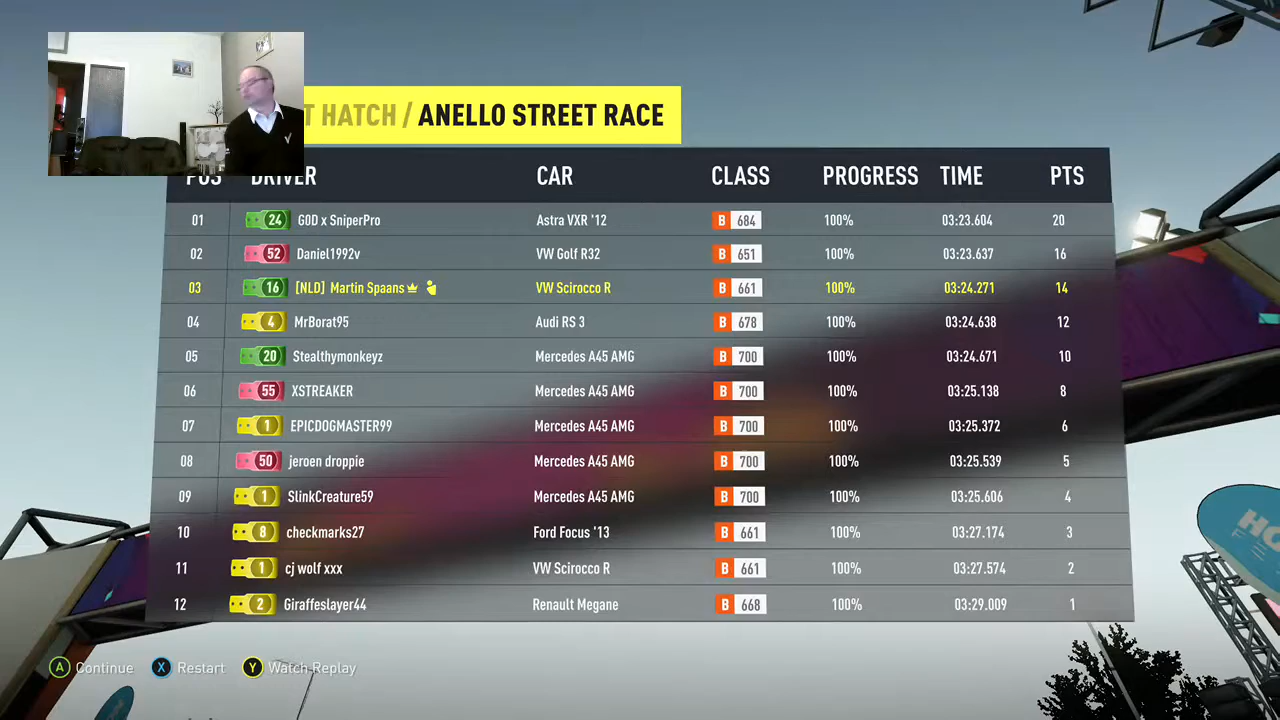 T HATCH / ANELLO STREET RACE
POS DRIVER CAR CLASS PROGRESS TIME PTS
01 24 G0D x SniperPro Astra VXR '12 B 684 100% 03:23.604 20
02 52 Daniel1992v VW Golf R32 B 651 100% 03:23.637 16
03 16 [NLD] Martin Spaans VW Scirocco R B 661 100% 03:24.271 14
04 4 MrBorat95 Audi RS 3 B 678 100% 03:24.638 12
05 20 Stealthymonkeyz Mercedes A45 AMG B 700 100% 03:24.671 10
06 55 XSTREAKER Mercedes A45 AMG B 700 100% 03:25.138 8
07 1 EPICDOGMASTER99 Mercedes A45 AMG B 700 100% 03:25.372 6
08 50 jeroen droppie Mercedes A45 AMG B 700 100% 03:25.539 5
09 1 SlinkCreature59 Mercedes A45 AMG B 700 100% 03:25.606 4
10 8 checkmarks27 Ford Focus '13 B 661 100% 03:27.174 3
11 1 cj wolf xxx VW Scirocco R B 661 100% 03:27.574 2
12 2 Giraffeslayer44 Renault Megane B 668 100% 03:29.009 1
A Continue X Restart Y Watch Replay